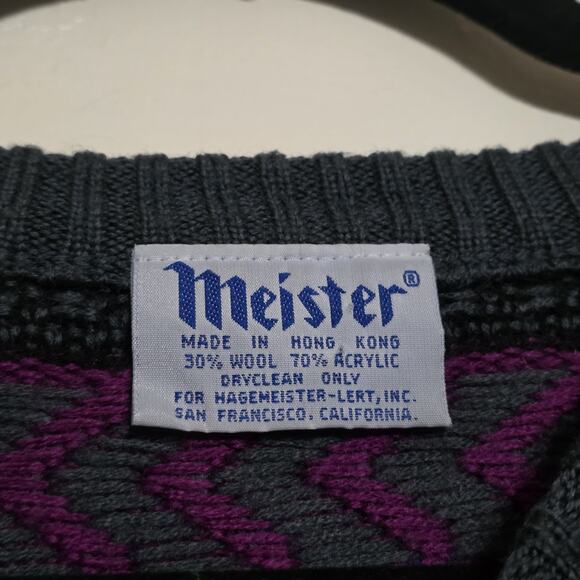 Meister®
MADE IN HONG KONG
30% WOOL 70% ACRYLIC
DRYCLEAN ONLY
FOR HAGEMEISTER-LERT, INC.
SAN FRANCISCO, CALIFORNIA.